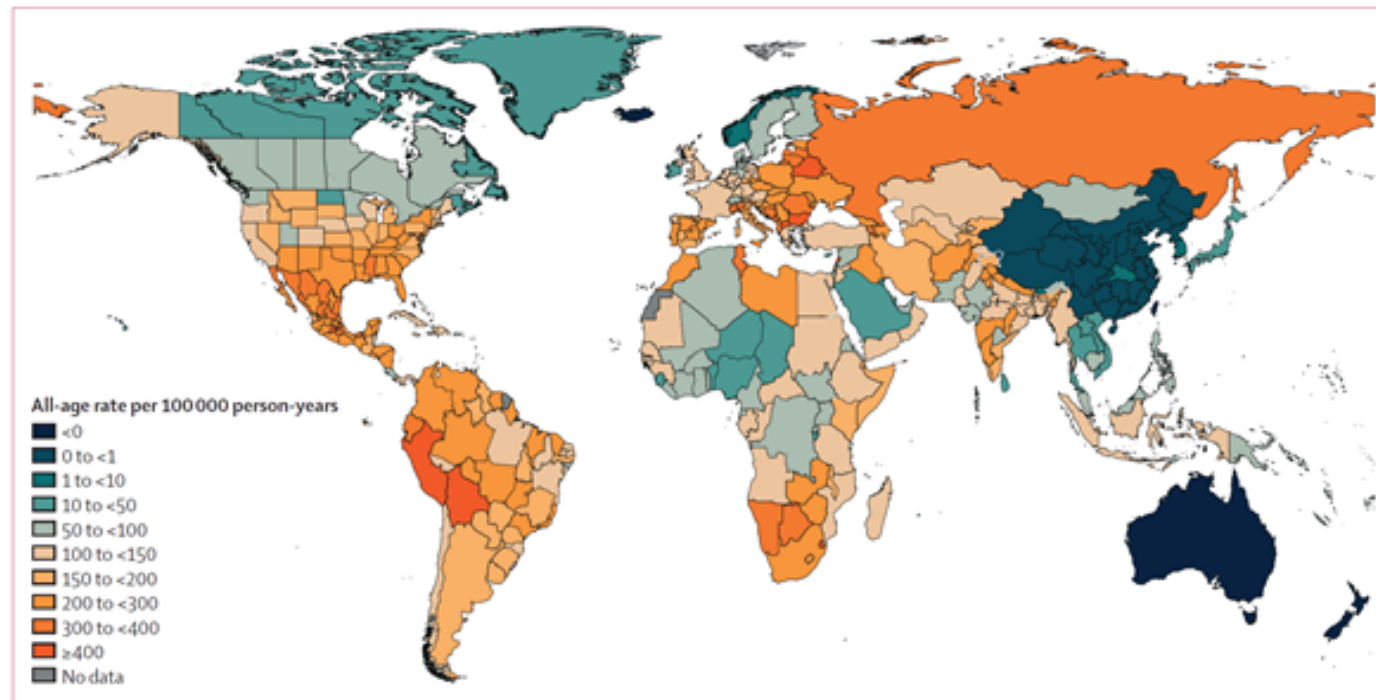 All-age rate per 100 000 person-years
<0
0 to <1
1 to <10
10 to <50
50 to <100
100 to <150
150 to <200
200 to <300
300 to <400
≥400
No data